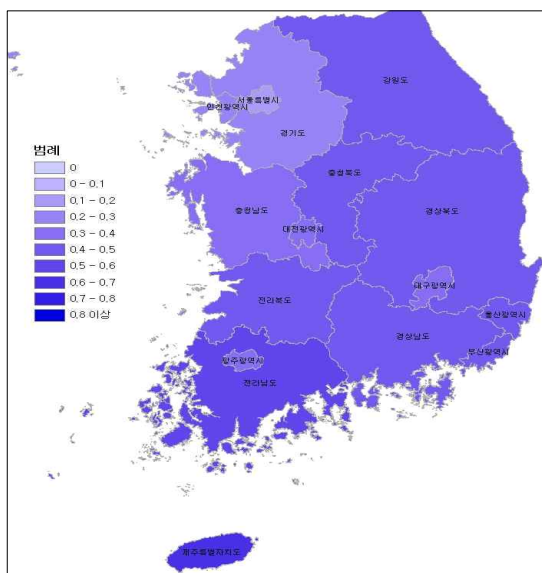 강원도
서울특별시
인천광역시
경기도
범례
0
0 - 0.1
0.1 - 0.2
0.2 - 0.3
0.3 - 0.4
0.4 - 0.5
0.5 - 0.6
0.6 - 0.7
0.7 - 0.8
0.8 이상
충청북도
충청남도
경상북도
대전광역시
대구광역시
전라북도
울산광역시
경상남도
부산광역시
광주광역시
전라남도
제주특별자치도